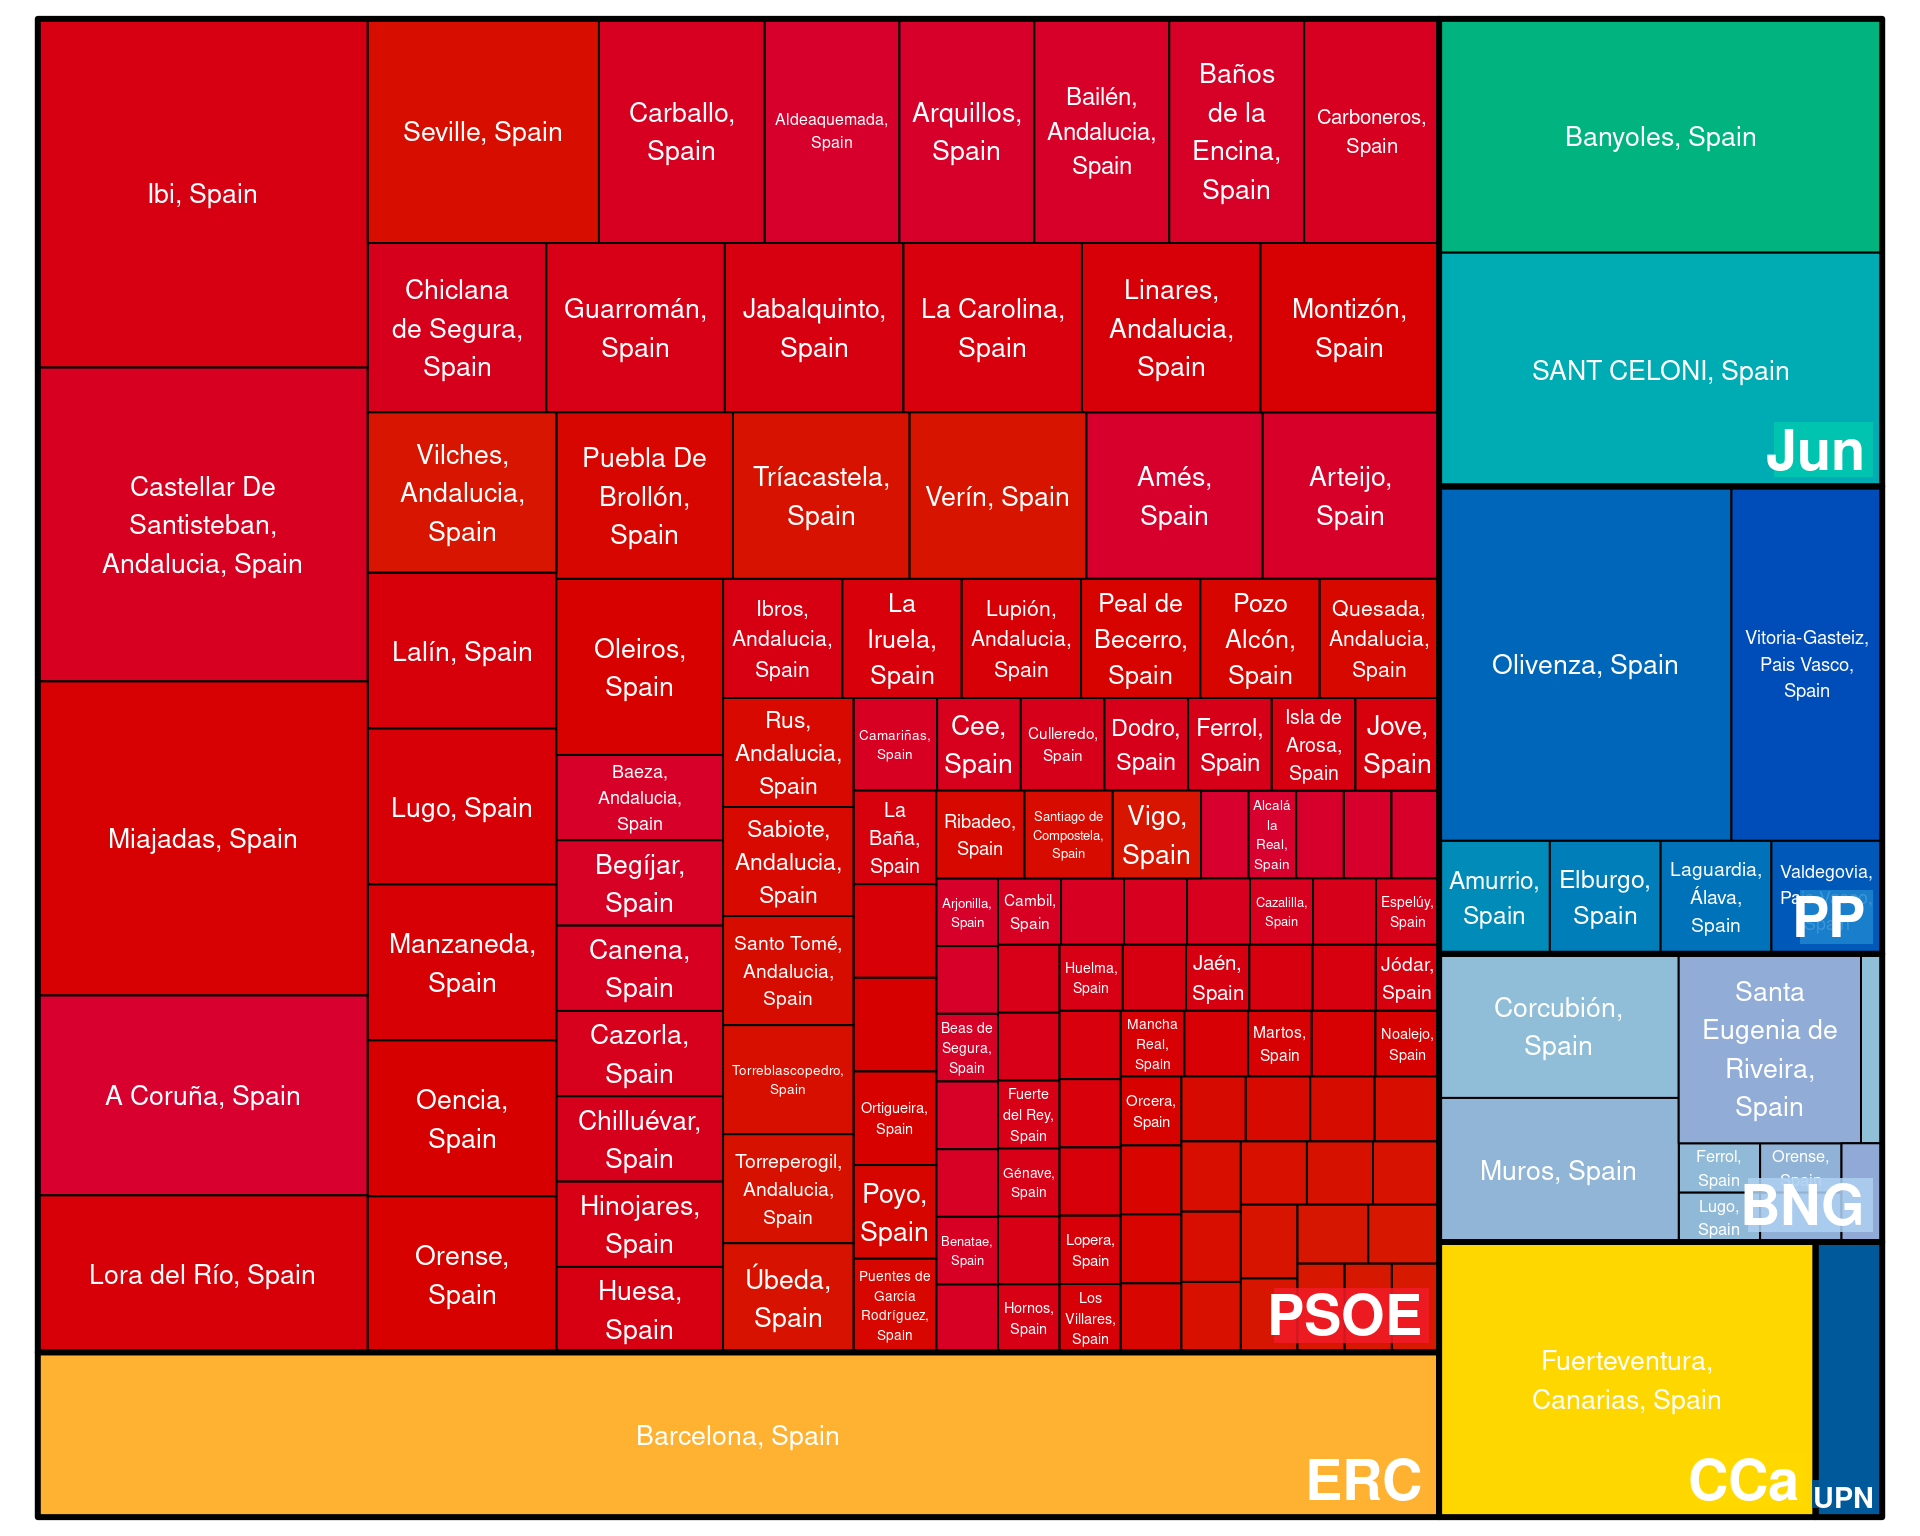 Ibi, Spain
Castellar De
Santisteban,
Andalucia, Spain
Miajadas, Spain
A Coruña, Spain
Lora del Río, Spain
Seville, Spain
Carballo,
Spain
Aldeaquemada,
Spain
Arquillos,
Spain
Bailén,
Andalucia,
Spain
Baños
de la
Encina,
Spain
Carboneros,
Spain
Chiclana
de Segura,
Spain
Guarromán,
Spain
Jabalquinto,
Spain
La Carolina,
Spain
Linares,
Andalucia,
Spain
Montizón,
Spain
Vilches,
Andalucia,
Spain
Lalín, Spain
Lugo, Spain
Manzaneda,
Spain
Oencia,
Spain
Orense,
Spain
Puebla De
Brollón,
Spain
Tríacastela,
Spain
Verín, Spain
Amés,
Spain
Arteijo,
Spain
Oleiros,
Spain
Baeza,
Andalucia,
Spain
Begíjar,
Spain
Canena,
Spain
Cazorla,
Spain
Chilluévar,
Spain
Hinojares,
Spain
Huesa,
Spain
Ibros,
Andalucia,
Spain
La
Iruela,
Spain
Lupión,
Andalucia,
Spain
Peal de
Becerro,
Spain
Pozo
Alcón,
Spain
Quesada,
Andalucia,
Spain
Rus,
Andalucia,
Spain
Sabiote,
Andalucia,
Spain
Santo Tomé,
Andalucia,
Spain
Torreblascopedro,
Spain
Torreperogil,
Andalucia,
Spain
Úbeda,
Spain
Camariñas,
Spain
Cee,
Spain
Culleredo,
Spain
Dodro,
Spain
Ferrol,
Spain
Isla de
Arosa,
Spain
Jove,
Spain
La
Baña,
Spain
Ortigueira,
Spain
Poyo,
Spain
Puentes de
García
Rodríguez,
Spain
Ribadeo,
Spain
Santiago de
Compostela,
Spain
Vigo,
Spain
Alcalá
la
Real,
Spain
Arjonilla,
Spain
Beas de
Segura,
Spain
Benatae,
Spain
Cambil,
Spain
Cazalilla,
Spain
Espelúy,
Spain
Fuerte
del Rey,
Spain
Génave,
Spain
Hornos,
Spain
Huelma,
Spain
Jaén,
Spain
Jódar,
Spain
Lopera,
Spain
Los
Villares,
Spain
Mancha
Real,
Spain
Martos,
Spain
Noalejo,
Spain
Orcera,
Spain
PSOE
Barcelona, Spain
ERC
Banyoles, Spain
SANT CELONI, Spain
Jun
Olivenza, Spain
Vitoria-Gasteiz,
Pais Vasco,
Spain
Amurrio,
Spain
Elburgo,
Spain
Laguardia,
Álava,
Spain
Valdegovia,
Pais Vasco,
Spain
PP
Corcubión,
Spain
Muros, Spain
Santa
Eugenia de
Riveira,
Spain
Ferrol,
Spain
Orense,
Spain
Lugo,
Spain
BNG
Fuerteventura,
Canarias, Spain
CCa
UPN